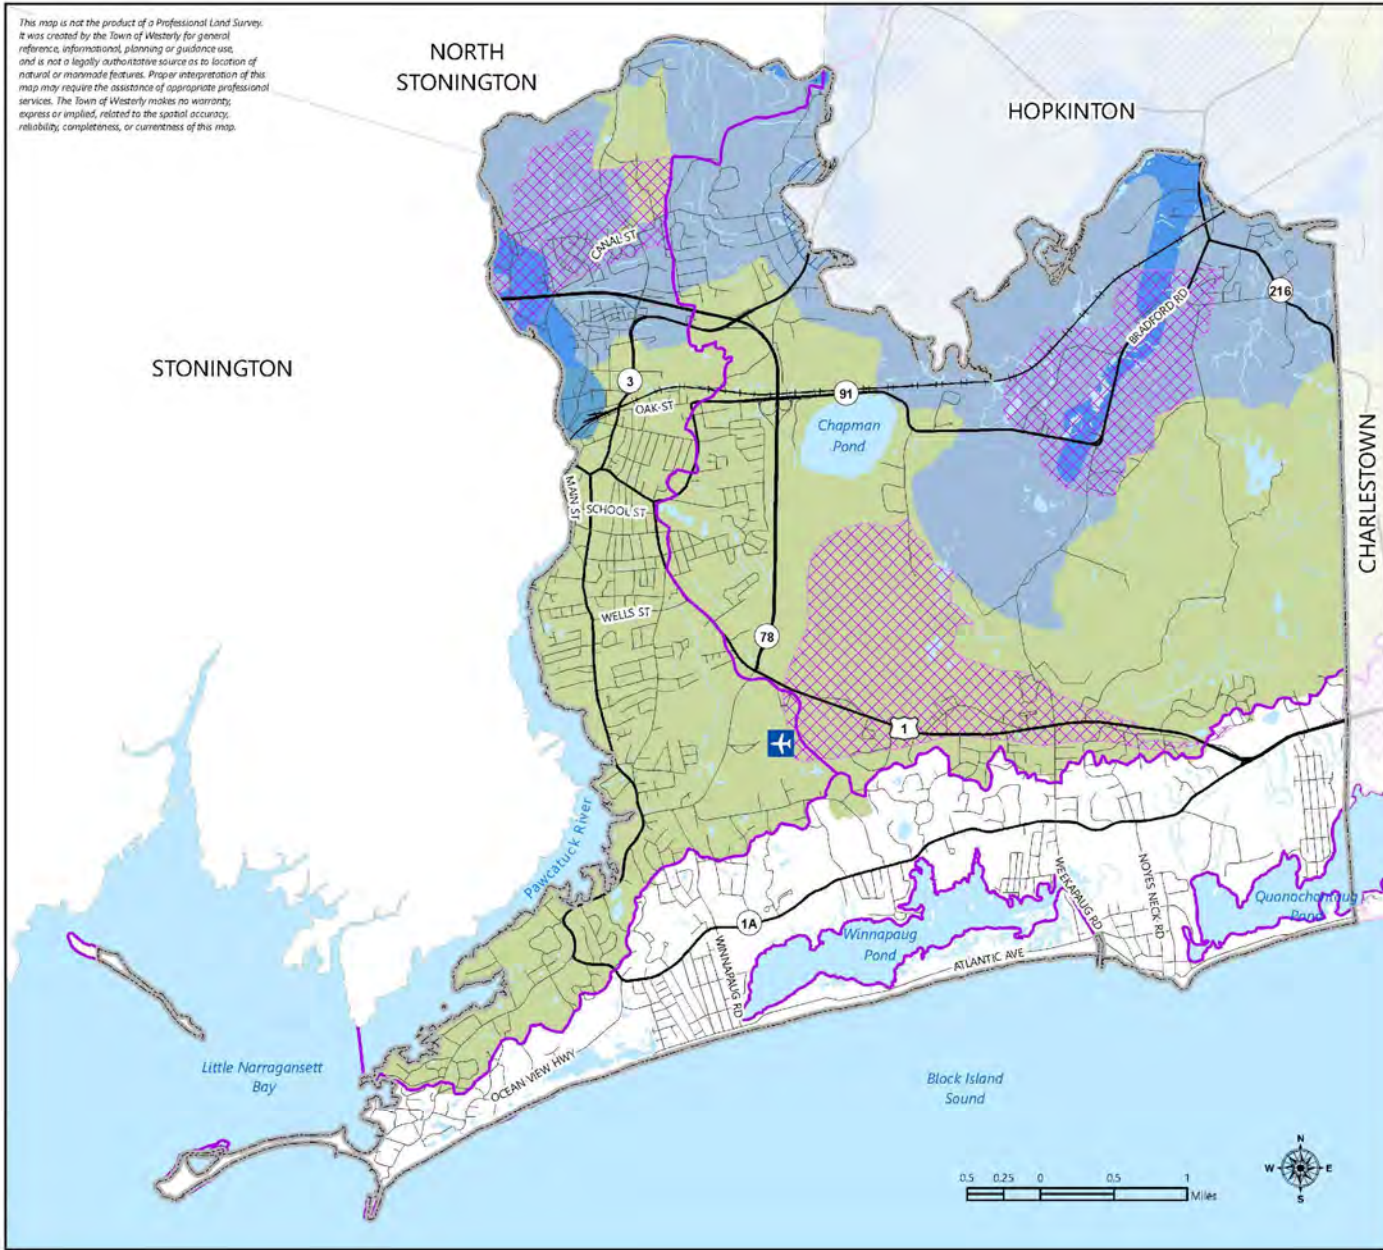 This map is not the product of a Professional Land Survey.
It was created by the Town of Westerly for general
reference, informational, planning or guidance use,
and is not a legally authoritative source as to location of
natural or manmade features. Proper interpretation of this
map may require the assistance of appropriate professional
services. The Town of Westerly makes no warranty,
express or implied, related to the spatial accuracy,
reliability, completeness, or currentness of this map.
NORTH
STONINGTON
HOPKINTON
CANAL ST
216
BRADFORD RD
STONINGTON
3
91
OAK ST
Chapman
Pond
CHARLESTOWN
MAIN ST
SCHOOL ST
WELLS ST
78
1
Pawcatuck River
WEEKAPAUG RD
NOYES NECK RD
Quonochontaug
Pond
1A
WINNAPAUG RD
Winnapaug
Pond
ATLANTIC AVE
Little Narragansett
Bay
OCEAN VIEW HWY
Block Island
Sound
N
W E
S
0.5 0.25 0 0.5 1
Miles